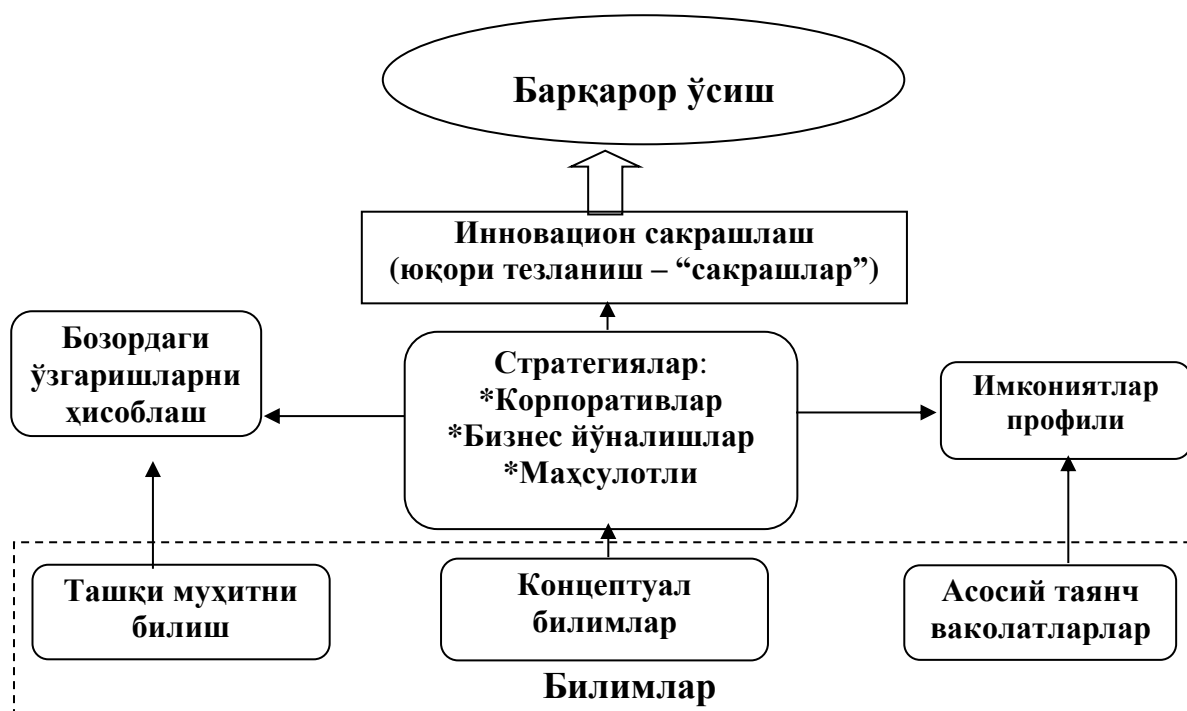 Барқарор ўсиш
Инновацион сакрашлаш
(юқори тезланиш – “сакрашлар”)
Бозордаги
ўзгаришларни
ҳисоблаш
Стратегиялар:
*Корпоративлар
*Бизнес йўналишлар
*Маҳсулотли
Имкониятлар
профили
Ташқи муҳитни
билиш
Концептуал
билимлар
Асосий таянч
ваколатларлар
Билимлар